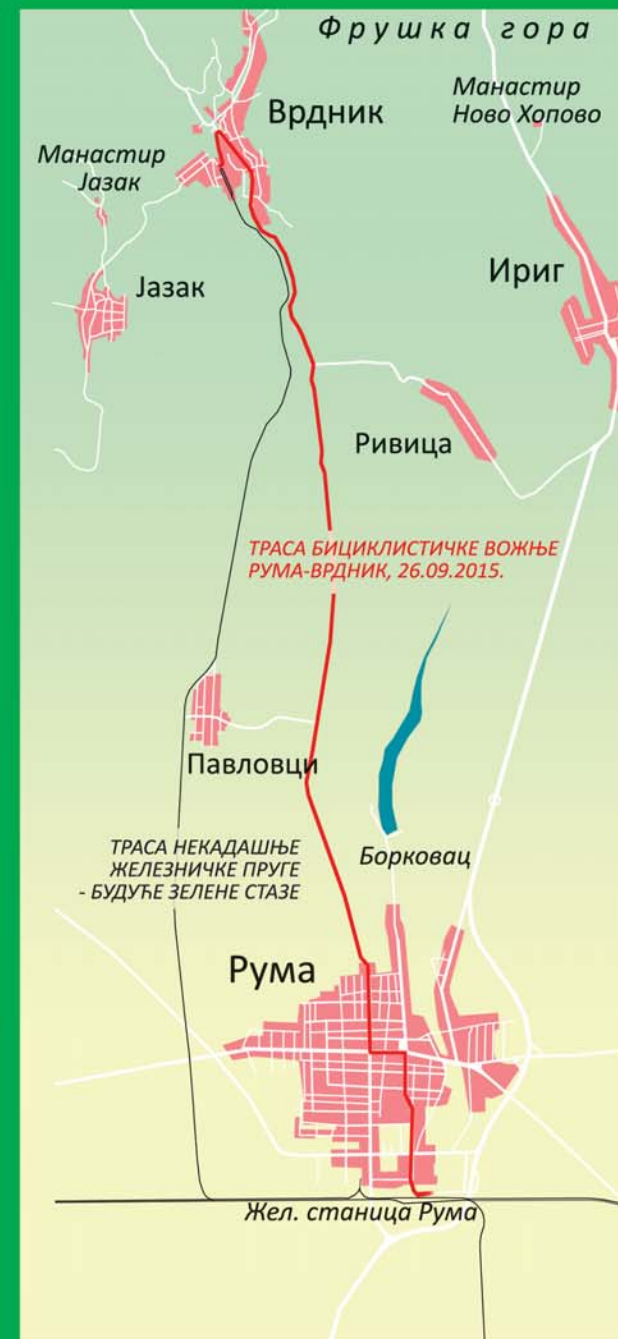 Фрушка гора
Манастир
Ново Хопово
Врдник
Манастир
Јазак
Ириг
Јазак
Ривица
ТРАСА БИЦИКЛИСТИЧКЕ ВОЖЊЕ
РУМА-ВРДНИК, 26.09.2015.
Павловци
ТРАСА НЕКАДАШЊЕ
ЖЕЛЕЗНИЧКЕ ПРУГЕ
- БУДУЋЕ ЗЕЛЕНЕ СТАЗЕ
Борковац
Рума
Жел. станица Рума